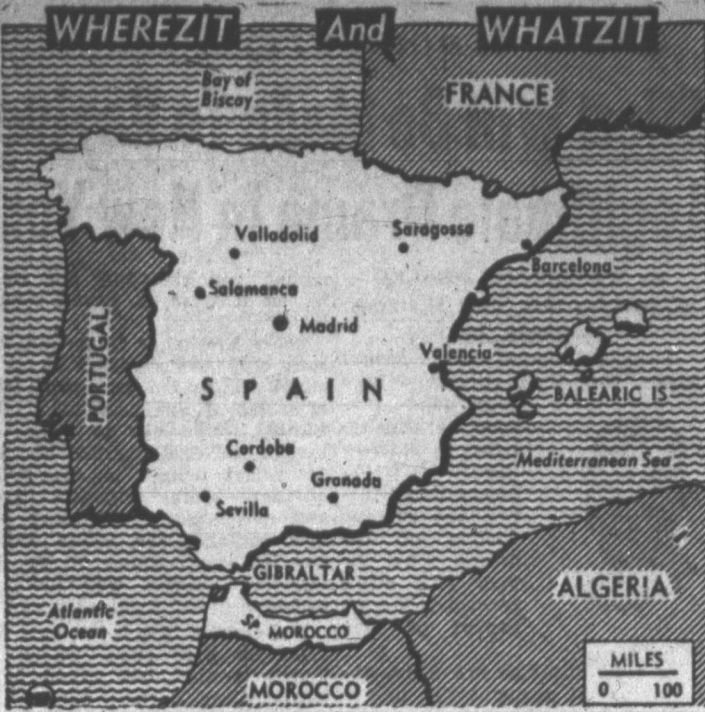 WHEREZIT And WHATZIT
Bay of
Biscay
FRANCE
Valladolid
Saragossa
Barcelona
Salamanca
Madrid
Valencia
PORTUGAL
SPAIN
BALEARIC IS
Cordoba
Mediterranean Sea
Granada
Sevilla
GIBRALTAR
ALGERIA
Atlantic
Ocean
Sp. MOROCCO
MILES
0 100
MOROCCO